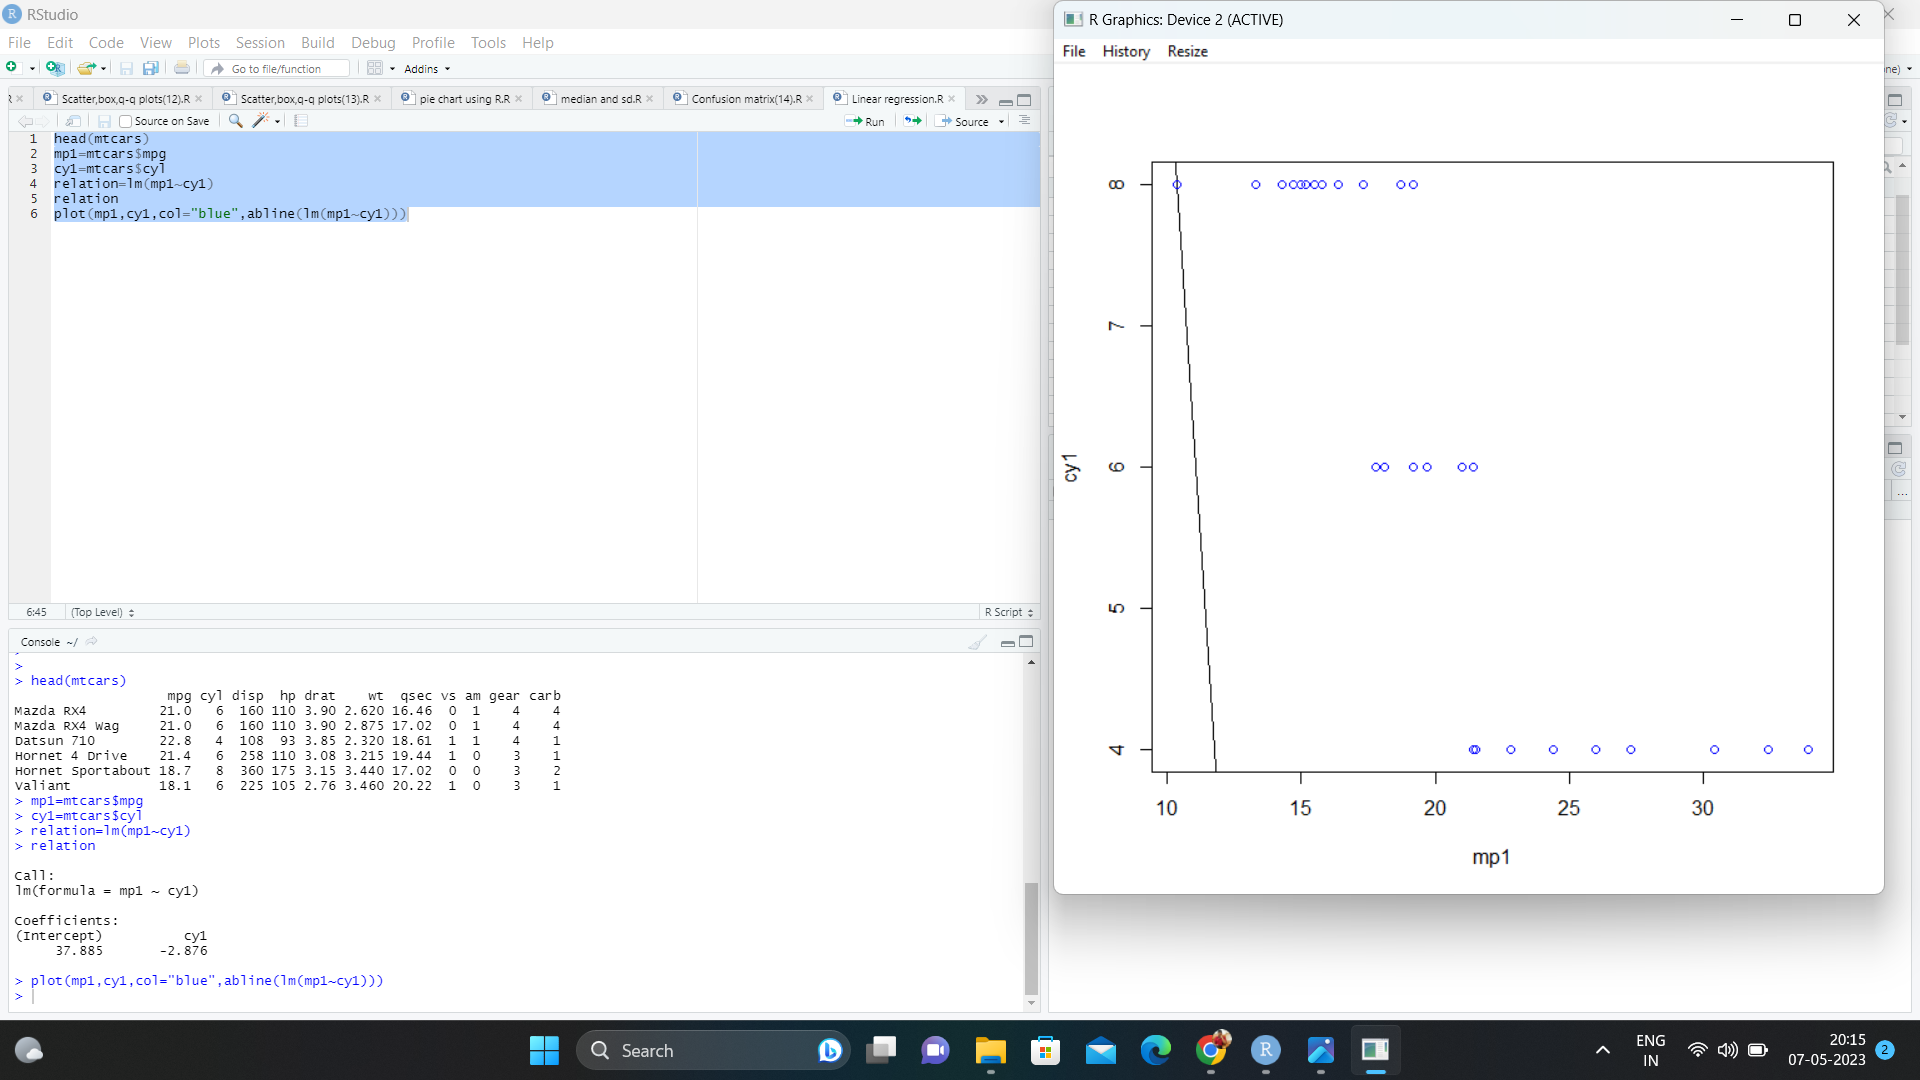 RStudio
File Edit Code View Plots Session Build Debug Profile Tools Help
Go to file/function Addins
Scatter,box,q-q plots(12).R Scatter,box,q-q plots(13).R pie chart using R.R median and sd.R Confusion matrix(14).R Linear regression.R
Source on Save Run Source
1 head(mtcars)
2 mp1=mtcars$mpg
3 cy1=mtcars$cyl
4 relation=lm(mp1~cy1)
5 relation
6 plot(mp1,cy1,col="blue",abline(lm(mp1~cy1)))
6:45 (Top Level) R Script
Console ~/
>
> head(mtcars)
mpg cyl disp hp drat wt qsec vs am gear carb
Mazda RX4 21.0 6 160 110 3.90 2.620 16.46 0 1 4 4
Mazda RX4 Wag 21.0 6 160 110 3.90 2.875 17.02 0 1 4 4
Datsun 710 22.8 4 108 93 3.85 2.320 18.61 1 1 4 1
Hornet 4 Drive 21.4 6 258 110 3.08 3.215 19.44 1 0 3 1
Hornet Sportabout 18.7 8 360 175 3.15 3.440 17.02 0 0 3 2
Valiant 18.1 6 225 105 2.76 3.460 20.22 1 0 3 1
> mp1=mtcars$mpg
> cy1=mtcars$cyl
> relation=lm(mp1~cy1)
> relation
Call:
lm(formula = mp1 ~ cy1)
Coefficients:
(Intercept) cy1
37.885 -2.876
> plot(mp1,cy1,col="blue",abline(lm(mp1~cy1)))
>
R Graphics: Device 2 (ACTIVE)
File History Resize
8
7
6
5
4
cy1
10 15 20 25 30
mp1
Search
ENG
IN
20:15
07-05-2023
2